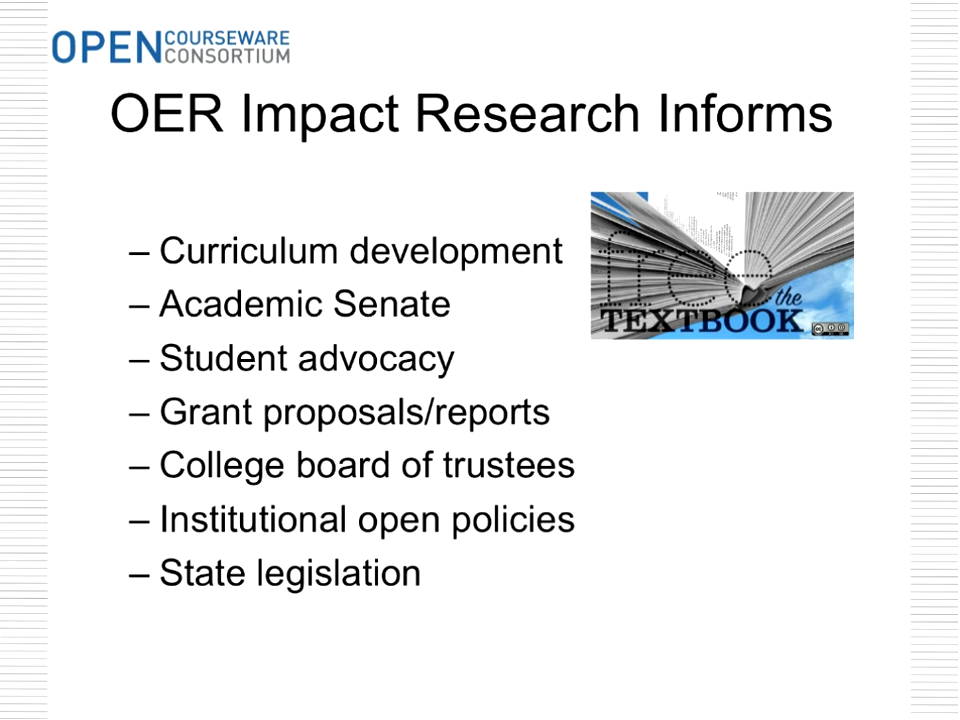 OPEN COURSEWARE
CONSORTIUM
OER Impact Research Informs
– Curriculum development
– Academic Senate
– Student advocacy
– Grant proposals/reports
– College board of trustees
– Institutional open policies
– State legislation
free the
TEXTBOOK